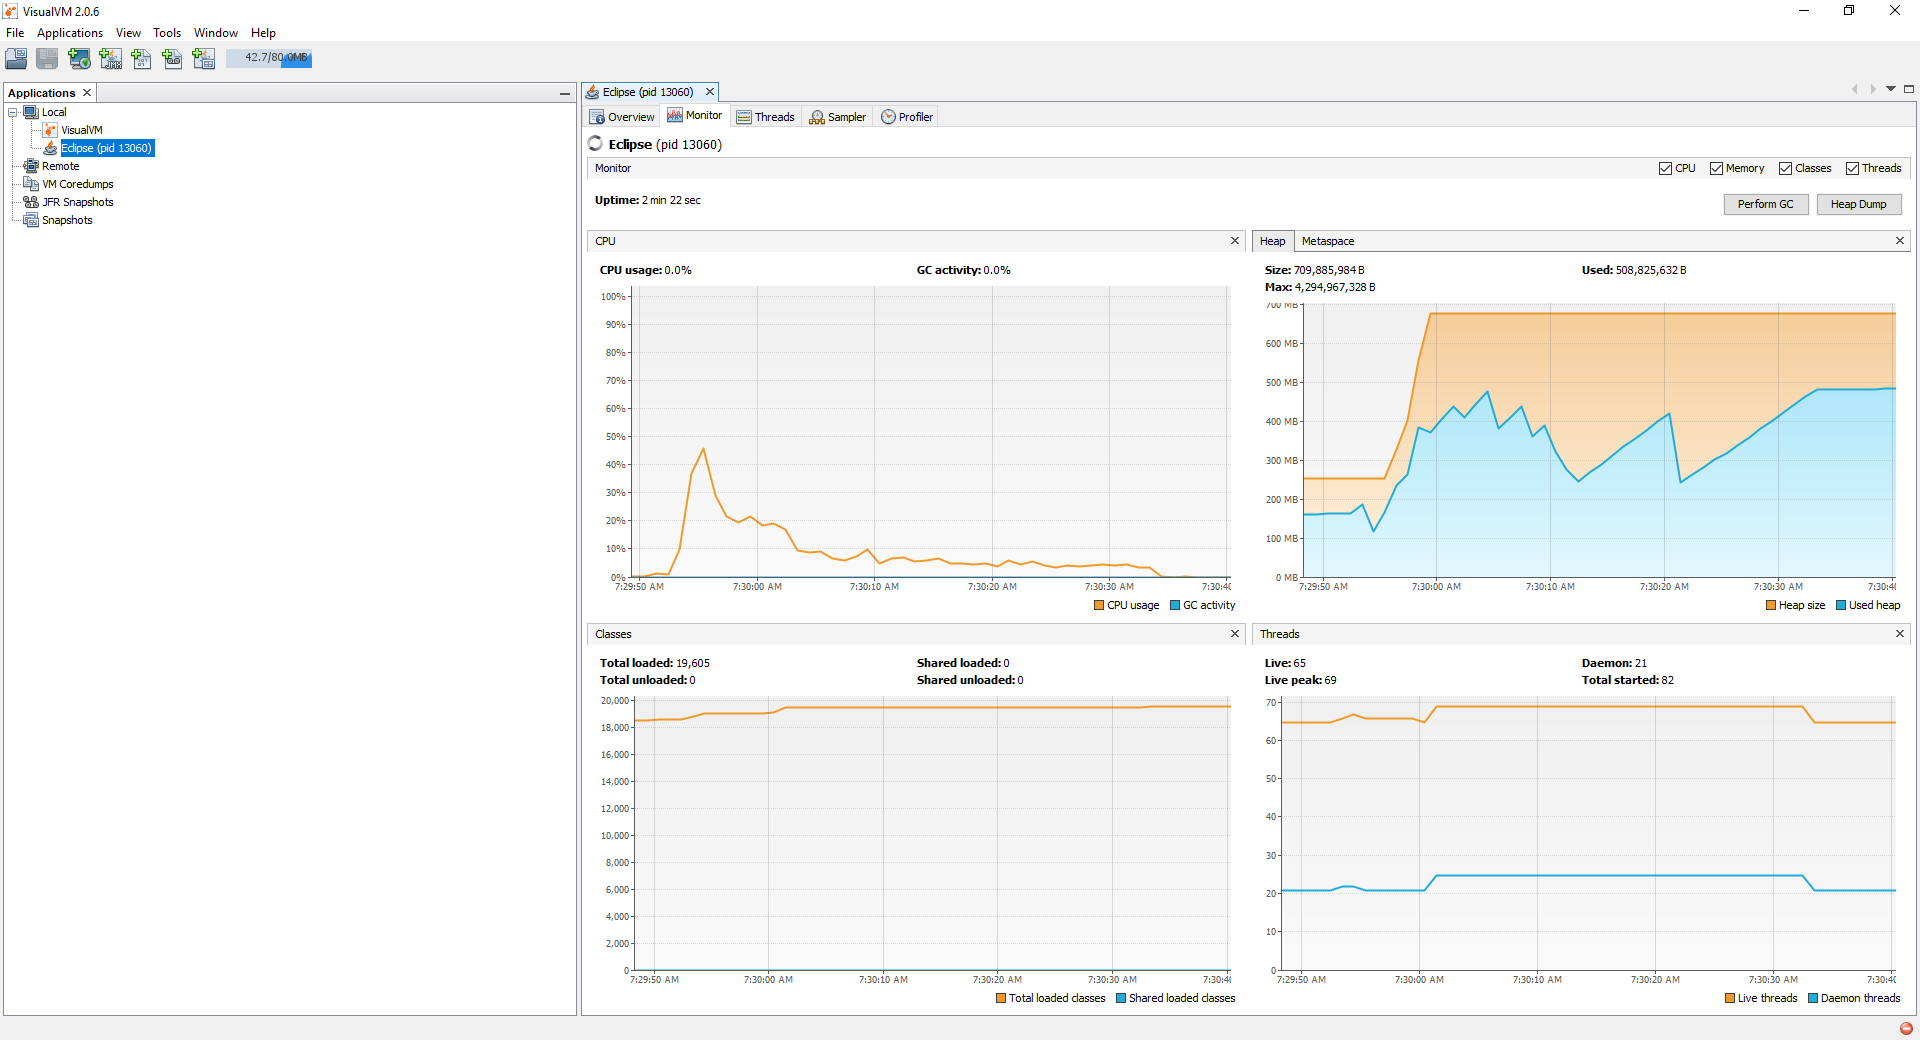 VisualVM 2.0.6
File Applications View Tools Window Help
42.7/80.0MB
Applications
Local
VisualVM
Eclipse (pid 13060)
Remote
VM Coredumps
JFR Snapshots
Snapshots
Eclipse (pid 13060)
Overview Monitor Threads Sampler Profiler
Eclipse (pid 13060)
Monitor CPU Memory Classes Threads
Uptime: 2 min 22 sec
Perform GC Heap Dump
CPU
CPU usage: 0.0% GC activity: 0.0%
100%
90%
80%
70%
60%
50%
40%
30%
20%
10%
0%
7:29:50 AM 7:30:00 AM 7:30:10 AM 7:30:20 AM 7:30:30 AM 7:30:40
CPU usage GC activity
Heap Metaspace
Size: 709,885,984 B Used: 508,825,632 B
Max: 4,294,967,328 B
700 MB
600 MB
500 MB
400 MB
300 MB
200 MB
100 MB
0 MB
7:29:50 AM 7:30:00 AM 7:30:10 AM 7:30:20 AM 7:30:30 AM 7:30:4
Heap size Used heap
Classes
Total loaded: 19,605 Shared loaded: 0
Total unloaded: 0 Shared unloaded: 0
20,000
18,000
16,000
14,000
12,000
10,000
8,000
6,000
4,000
2,000
0
7:29:50 AM 7:30:00 AM 7:30:10 AM 7:30:20 AM 7:30:30 AM 7:30:40
Total loaded classes Shared loaded classes
Threads
Live: 65 Daemon: 21
Live peak: 69 Total started: 82
70
60
50
40
30
20
10
0
7:29:50 AM 7:30:00 AM 7:30:10 AM 7:30:20 AM 7:30:30 AM 7:30:4
Live threads Daemon threads